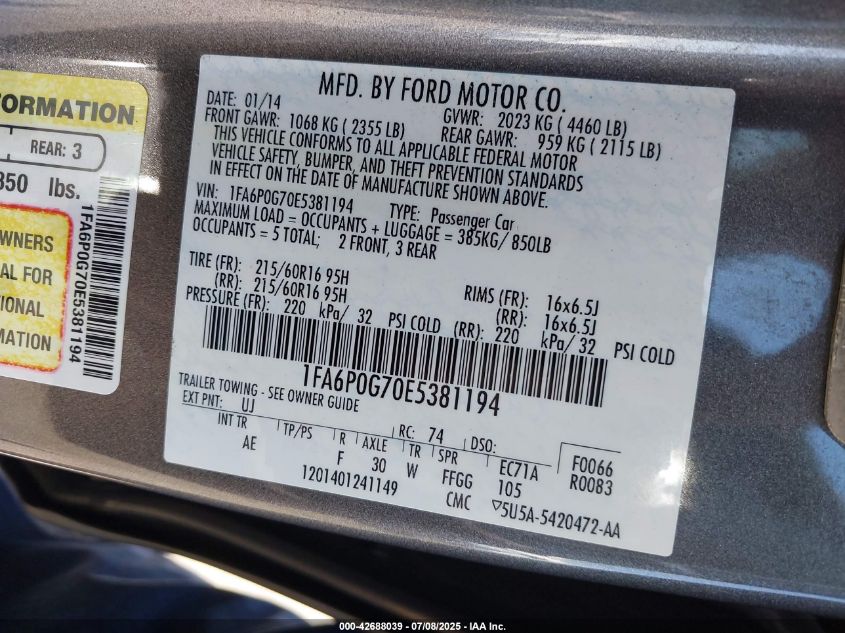 FORMATION
REAR: 3
850 lbs.
1FA6P0G70E5381194
WNERS
AL FOR
IONAL
MATION
MFD. BY FORD MOTOR CO.
DATE: 01/14 GVWR: 2023 KG ( 4460 LB)
FRONT GAWR: 1068 KG ( 2355 LB) REAR GAWR: 959 KG ( 2115 LB)
THIS VEHICLE CONFORMS TO ALL APPLICABLE FEDERAL MOTOR
VEHICLE SAFETY, BUMPER, AND THEFT PREVENTION STANDARDS
IN EFFECT ON THE DATE OF MANUFACTURE SHOWN ABOVE.
VIN: 1FA6P0G70E5381194 TYPE: Passenger Car
MAXIMUM LOAD = OCCUPANTS + LUGGAGE = 385KG/ 850LB
OCCUPANTS = 5 TOTAL; 2 FRONT, 3 REAR
TIRE (FR): 215/60R16 95H RIMS (FR): 16x6.5J
(RR): 215/60R16 95H (RR): 16x6.5J
PRESSURE (FR): 220 kPa/ 32 PSI COLD (RR): 220 kPa/ 32 PSI COLD
1FA6P0G70E5381194
TRAILER TOWING - SEE OWNER GUIDE
EXT PNT: UJ RC: 74 DSO: F0066
INT TR TP/PS R AXLE TR SPR EC71A R0083
AE F 30 W FFGG 105
1201401241149 CMC ▽5U5A-5420472-AA
000-42688039 - 07/08/2025 - IAA Inc.